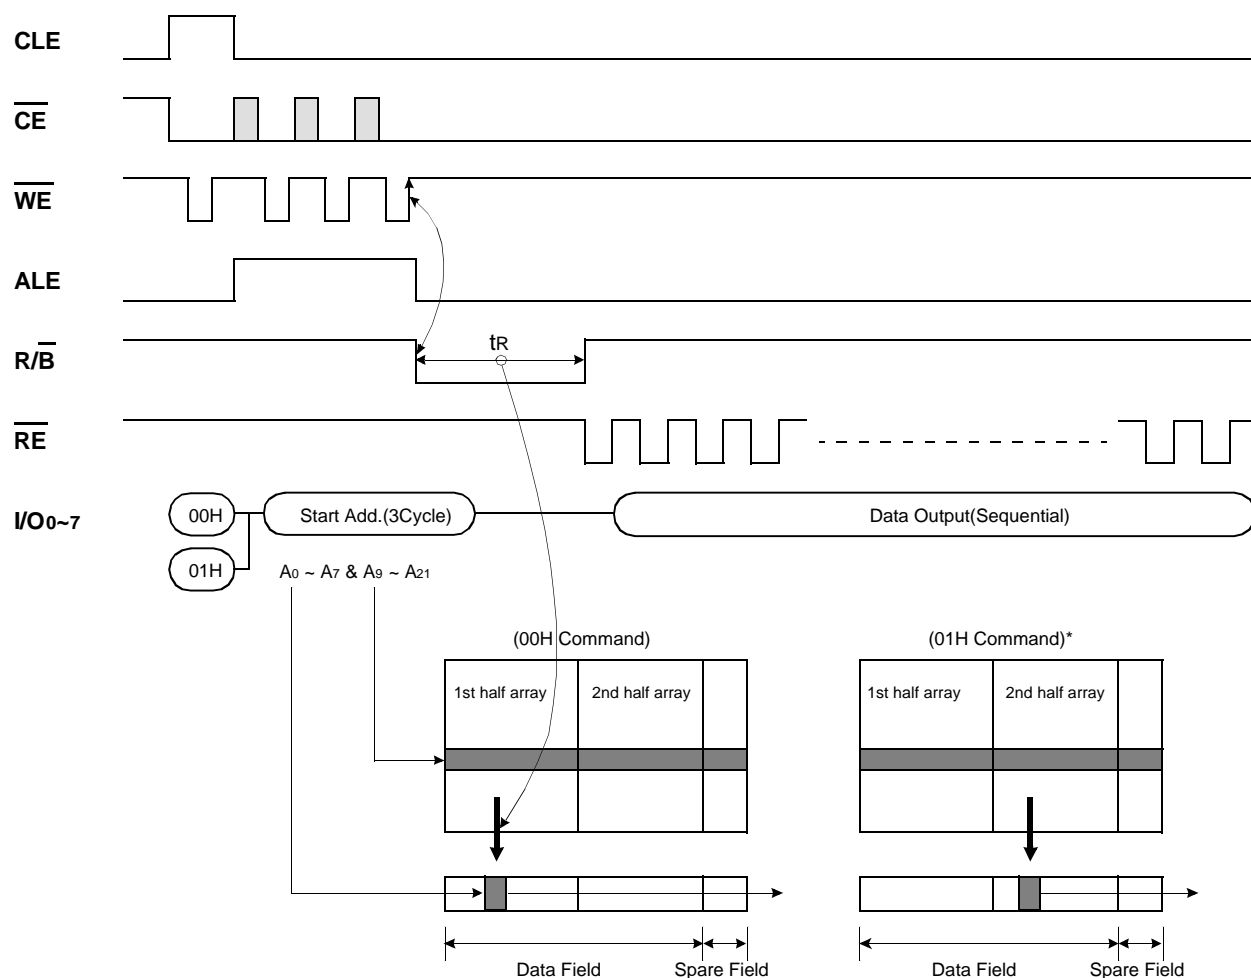 CLE
CE
WE
ALE
R/B
tR
RE
I/O0~7
00H
Start Add.(3Cycle)
Data Output(Sequential)
01H
A0 ~ A7 & A9 ~ A21
(00H Command)
(01H Command)*
1st half array
2nd half array
1st half array
2nd half array
Data Field
Spare Field
Data Field
Spare Field